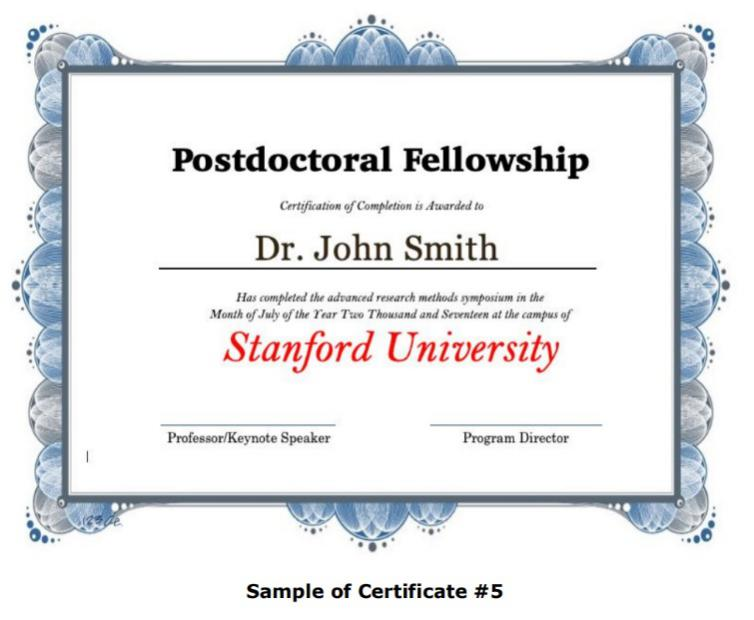 Postdoctoral Fellowship
Certification of Completion is Awarded to
Dr. John Smith
Has completed the advanced research methods symposium in the
Month of July of the Year Two Thousand and Seventeen at the campus of
Stanford University
Professor/Keynote Speaker Program Director
Sample of Certificate #5